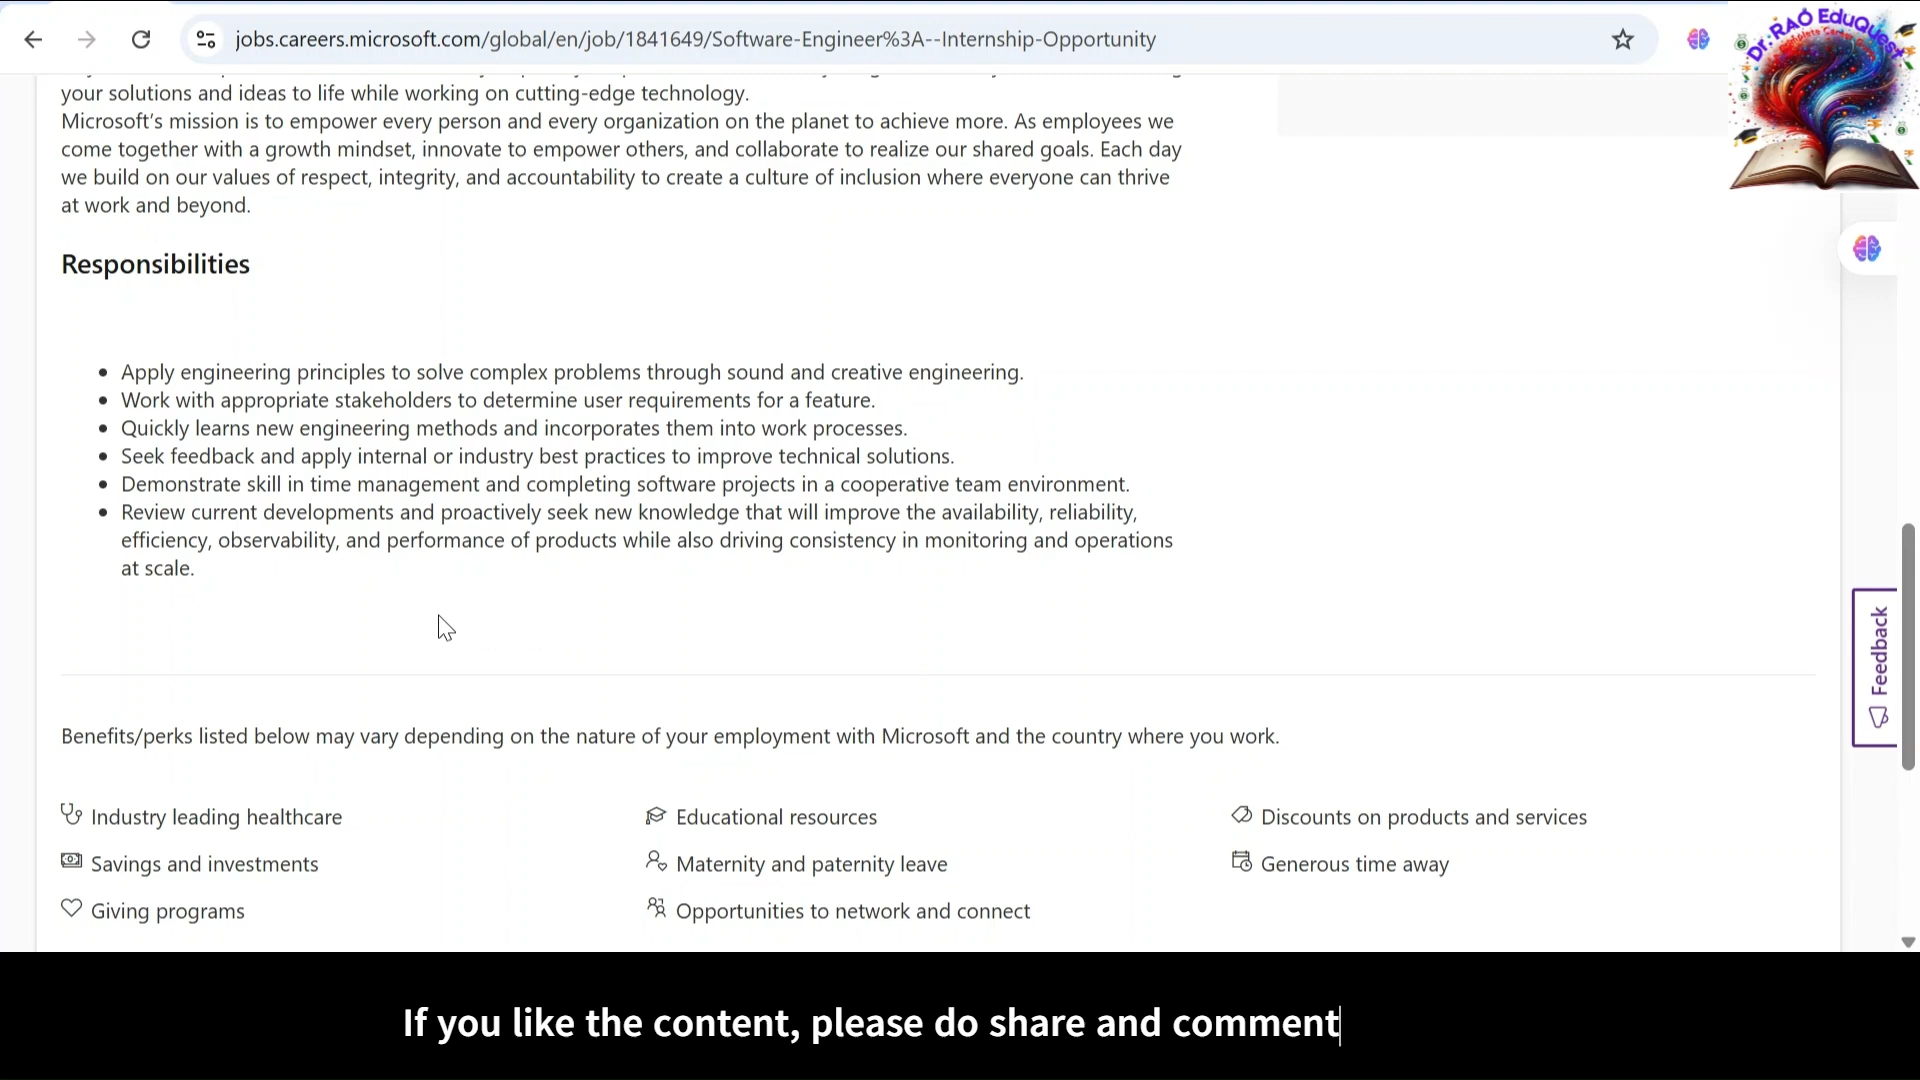 jobs.careers.microsoft.com/global/en/job/1841649/Software-Engineer%3A--Internship-Opportunity
Dr. RAO EduQuest
your solutions and ideas to life while working on cutting-edge technology.
Microsoft's mission is to empower every person and every organization on the planet to achieve more. As employees we
come together with a growth mindset, innovate to empower others, and collaborate to realize our shared goals. Each day
we build on our values of respect, integrity, and accountability to create a culture of inclusion where everyone can thrive
at work and beyond.
Responsibilities
• Apply engineering principles to solve complex problems through sound and creative engineering.
• Work with appropriate stakeholders to determine user requirements for a feature.
• Quickly learns new engineering methods and incorporates them into work processes.
• Seek feedback and apply internal or industry best practices to improve technical solutions.
• Demonstrate skill in time management and completing software projects in a cooperative team environment.
• Review current developments and proactively seek new knowledge that will improve the availability, reliability,
efficiency, observability, and performance of products while also driving consistency in monitoring and operations
at scale.
Feedback
Benefits/perks listed below may vary depending on the nature of your employment with Microsoft and the country where you work.
Industry leading healthcare
Educational resources
Discounts on products and services
Savings and investments
Maternity and paternity leave
Generous time away
Giving programs
Opportunities to network and connect
If you like the content, please do share and comment